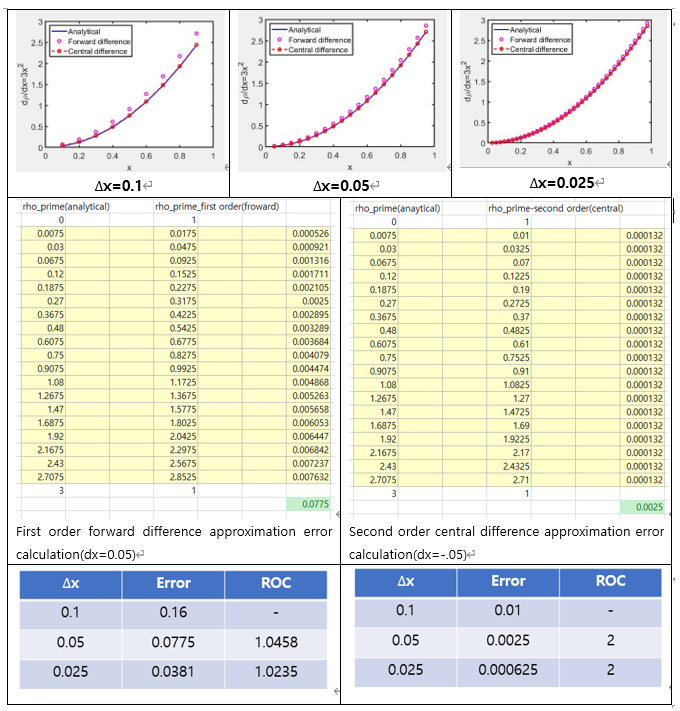 3
2.5
2
1.5
1
0.5
0
0 0.2 0.4 0.6 0.8 1
x
dρ/dx=3x²
Analytical
Forward difference
Central difference
Δx=0.1
3
2.5
2
1.5
1
0.5
0
0 0.2 0.4 0.6 0.8 1
x
dρ/dx=3x²
Analytical
Forward difference
Central difference
Δx=0.05
3
2.5
2
1.5
1
0.5
0
0 0.2 0.4 0.6 0.8 1
x
dρ/dx=3x²
Analytical
Forward difference
Central difference
Δx=0.025
rho_prime(analytical) rho_prime_first order(froward)
0 1
0.0075 0.0175 0.000526
0.03 0.0475 0.000921
0.0675 0.0925 0.001316
0.12 0.1525 0.001711
0.1875 0.2275 0.002105
0.27 0.3175 0.0025
0.3675 0.4225 0.002895
0.48 0.5425 0.003289
0.6075 0.6775 0.003684
0.75 0.8275 0.004079
0.9075 0.9925 0.004474
1.08 1.1725 0.004868
1.2675 1.3675 0.005263
1.47 1.5775 0.005658
1.6875 1.8025 0.006053
1.92 2.0425 0.006447
2.1675 2.2975 0.006842
2.43 2.5675 0.007237
2.7075 2.8525 0.007632
3 1
0.0775
First order forward difference approximation error
calculation(dx=0.05)
rho_prime(anaytical) rho_prime-second order(central)
0 1
0.0075 0.01 0.000132
0.03 0.0325 0.000132
0.0675 0.07 0.000132
0.12 0.1225 0.000132
0.1875 0.19 0.000132
0.27 0.2725 0.000132
0.3675 0.37 0.000132
0.48 0.4825 0.000132
0.6075 0.61 0.000132
0.75 0.7525 0.000132
0.9075 0.91 0.000132
1.08 1.0825 0.000132
1.2675 1.27 0.000132
1.47 1.4725 0.000132
1.6875 1.69 0.000132
1.92 1.9225 0.000132
2.1675 2.17 0.000132
2.43 2.4325 0.000132
2.7075 2.71 0.000132
3 1
0.0025
Second order central difference approximation error
calculation(dx=-.05)
Δx Error ROC
0.1 0.16 -
0.05 0.0775 1.0458
0.025 0.0381 1.0235
Δx Error ROC
0.1 0.01 -
0.05 0.0025 2
0.025 0.000625 2